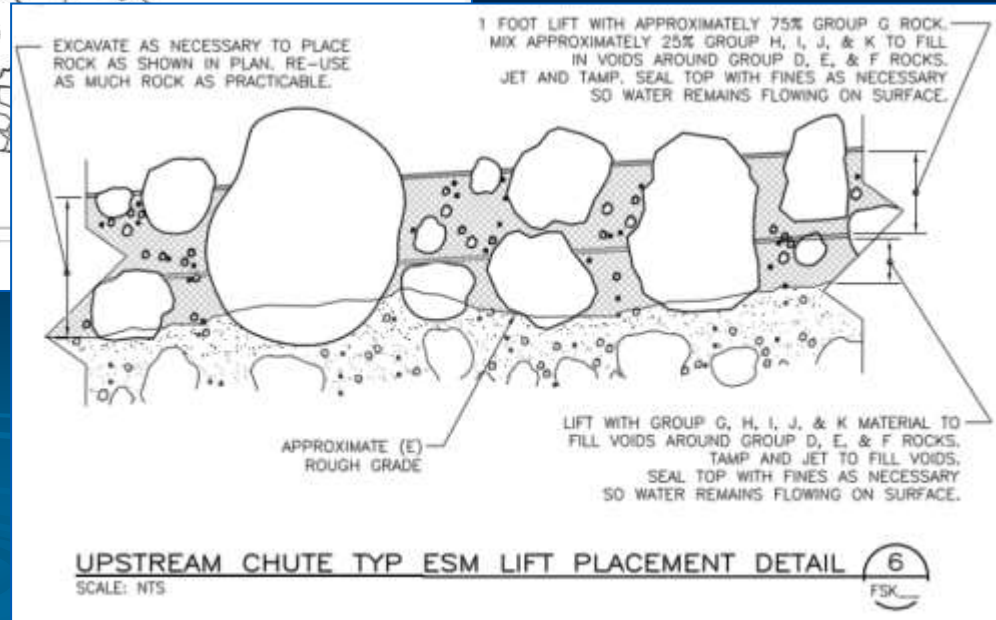 EXCAVATE AS NECESSARY TO PLACE
ROCK AS SHOWN IN PLAN. RE-USE
AS MUCH ROCK AS PRACTICABLE.
1 FOOT LIFT WITH APPROXIMATELY 75% GROUP G ROCK.
MIX APPROXIMATELY 25% GROUP H, I, J, & K TO FILL
IN VOIDS AROUND GROUP D, E, & F ROCKS.
JET AND TAMP. SEAL TOP WITH FINES AS NECESSARY
SO WATER REMAINS FLOWING ON SURFACE.
APPROXIMATE (E)
ROUGH GRADE
LIFT WITH GROUP G, H, I, J, & K MATERIAL TO
FILL VOIDS AROUND GROUP D, E, & F ROCKS.
TAMP AND JET TO FILL VOIDS.
SEAL TOP WITH FINES AS NECESSARY
SO WATER REMAINS FLOWING ON SURFACE.
UPSTREAM CHUTE TYP ESM LIFT PLACEMENT DETAIL
SCALE: NTS
6
FSK__